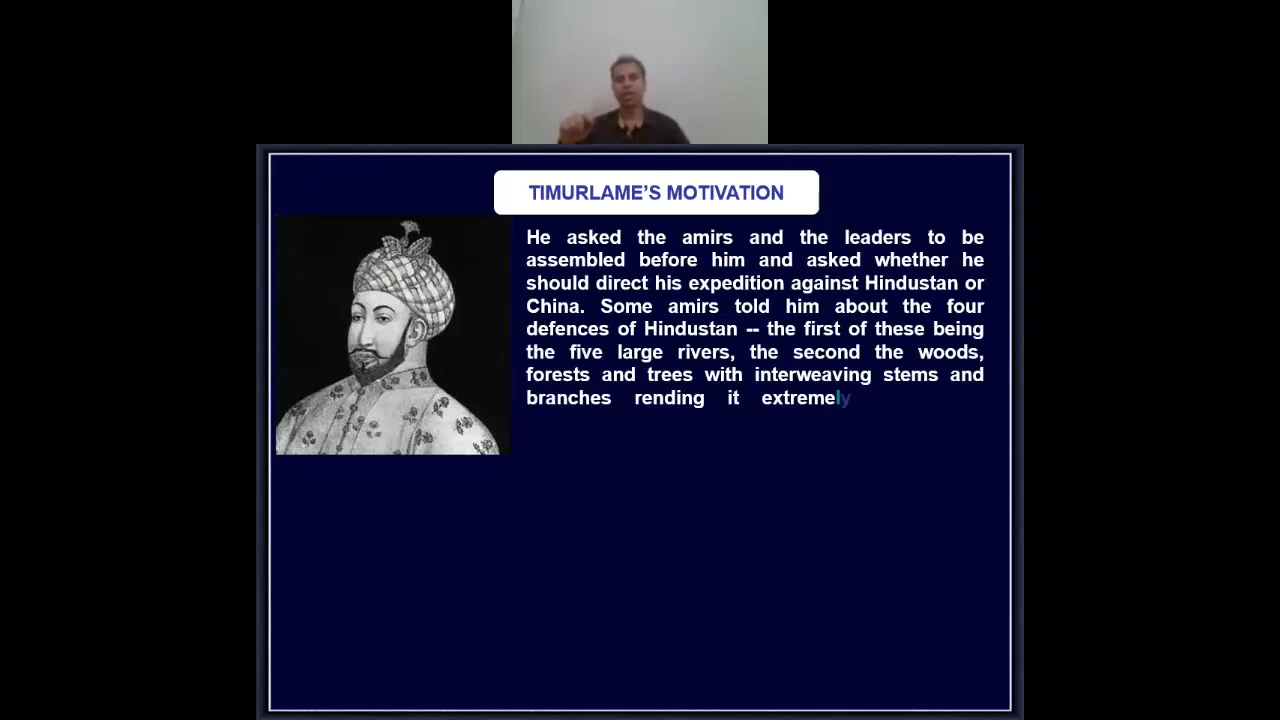 TIMURLAME'S MOTIVATION
He asked the amirs and the leaders to be
assembled before him and asked whether he
should direct his expedition against Hindustan or
China. Some amirs told him about the four
defences of Hindustan -- the first of these being
the five large rivers, the second the woods,
forests and trees with interweaving stems and
branches rending it extremely